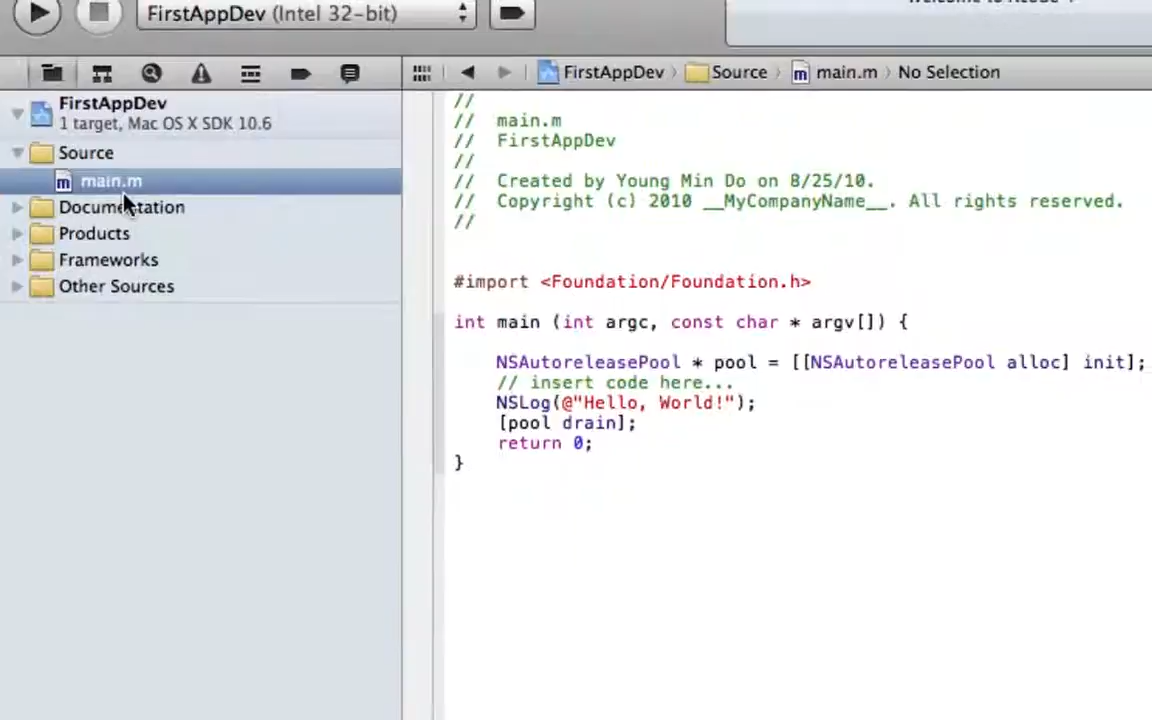 FirstAppDev (Intel 32-bit)
FirstAppDev
1 target, Mac OS X SDK 10.6
Source
main.m
Documentation
Products
Frameworks
Other Sources
FirstAppDev
Source
main.m
No Selection
//
// main.m
// FirstAppDev
//
// Created by Young Min Do on 8/25/10.
// Copyright (c) 2010 __MyCompanyName__. All rights reserved.
//
#import <Foundation/Foundation.h>
int main (int argc, const char * argv[]) {
NSAutoreleasePool * pool = [[NSAutoreleasePool alloc] init];
// insert code here...
NSLog(@"Hello, World!");
[pool drain];
return 0;
}